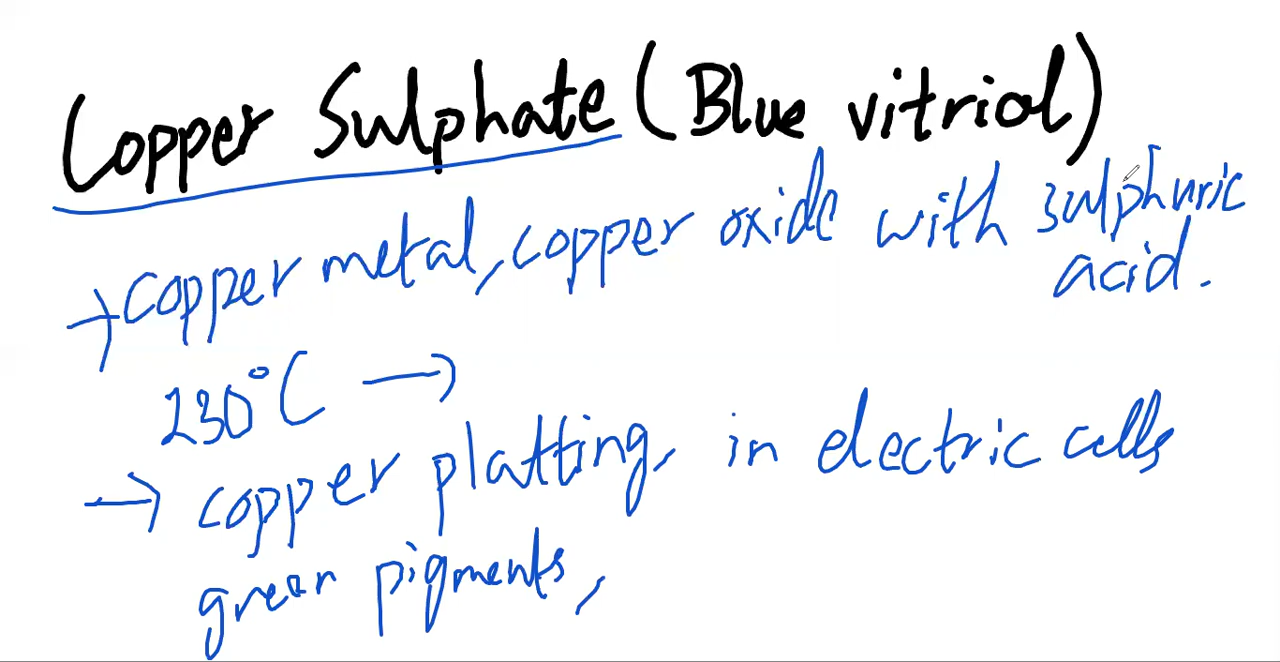 Copper Sulphate (Blue vitriol)
→ copper metal, copper oxide with sulphuric
acid.
230°C →
→ copper platting, in electric cells
green pigments,